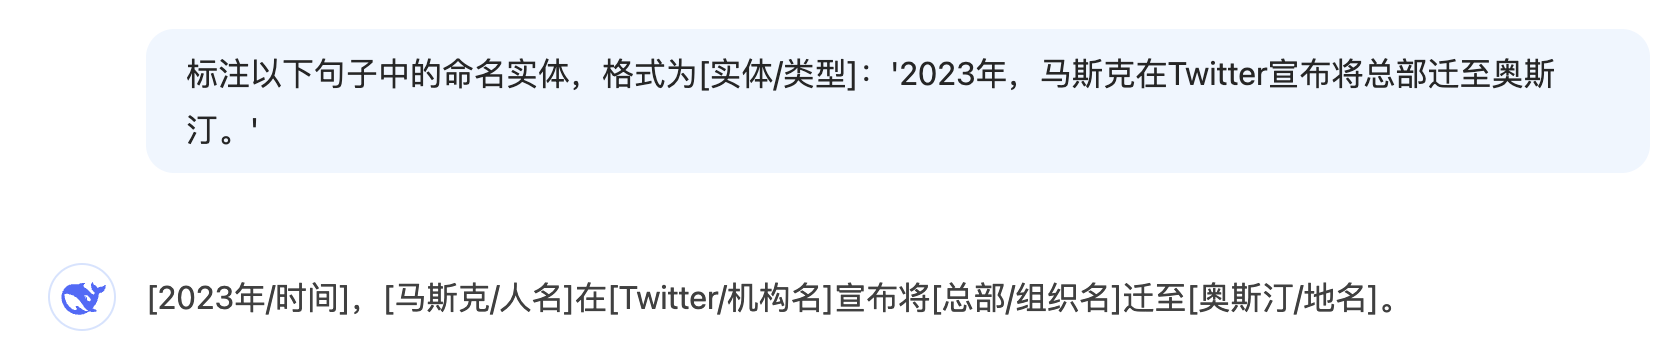 标注以下句子中的命名实体，格式为[实体/类型]：'2023年，马斯克在Twitter宣布将总部迁至奥斯
汀。'
[2023年/时间]，[马斯克/人名]在[Twitter/机构名]宣布将[总部/组织名]迁至[奥斯汀/地名]。